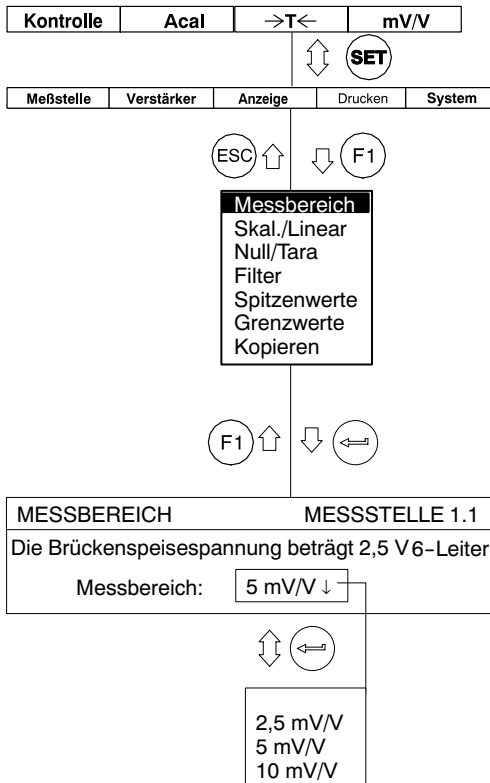 Kontrolle Acal →T← mV/V
SET
Meßstelle Verstärker Anzeige Drucken System
ESC F1
Messbereich
Skal./Linear
Null/Tara
Filter
Spitzenwerte
Grenzwerte
Kopieren
F1
MESSBEREICH MESSSTELLE 1.1
Die Brückenspeisespannung beträgt 2,5 V 6-Leiter
Messbereich: 5 mV/V ↓
2,5 mV/V
5 mV/V
10 mV/V